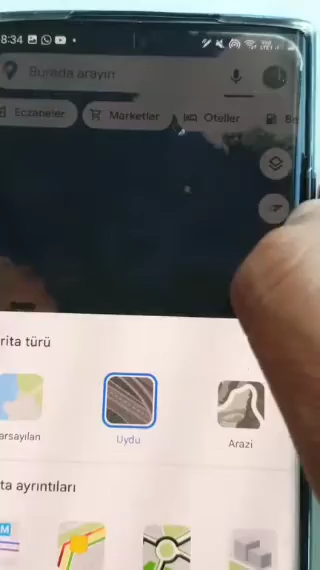 8:34
Burada arayın
Eczaneler
Marketler
Oteller
rita türü
arsayılan
Uydu
Arazi
ta ayrıntıları